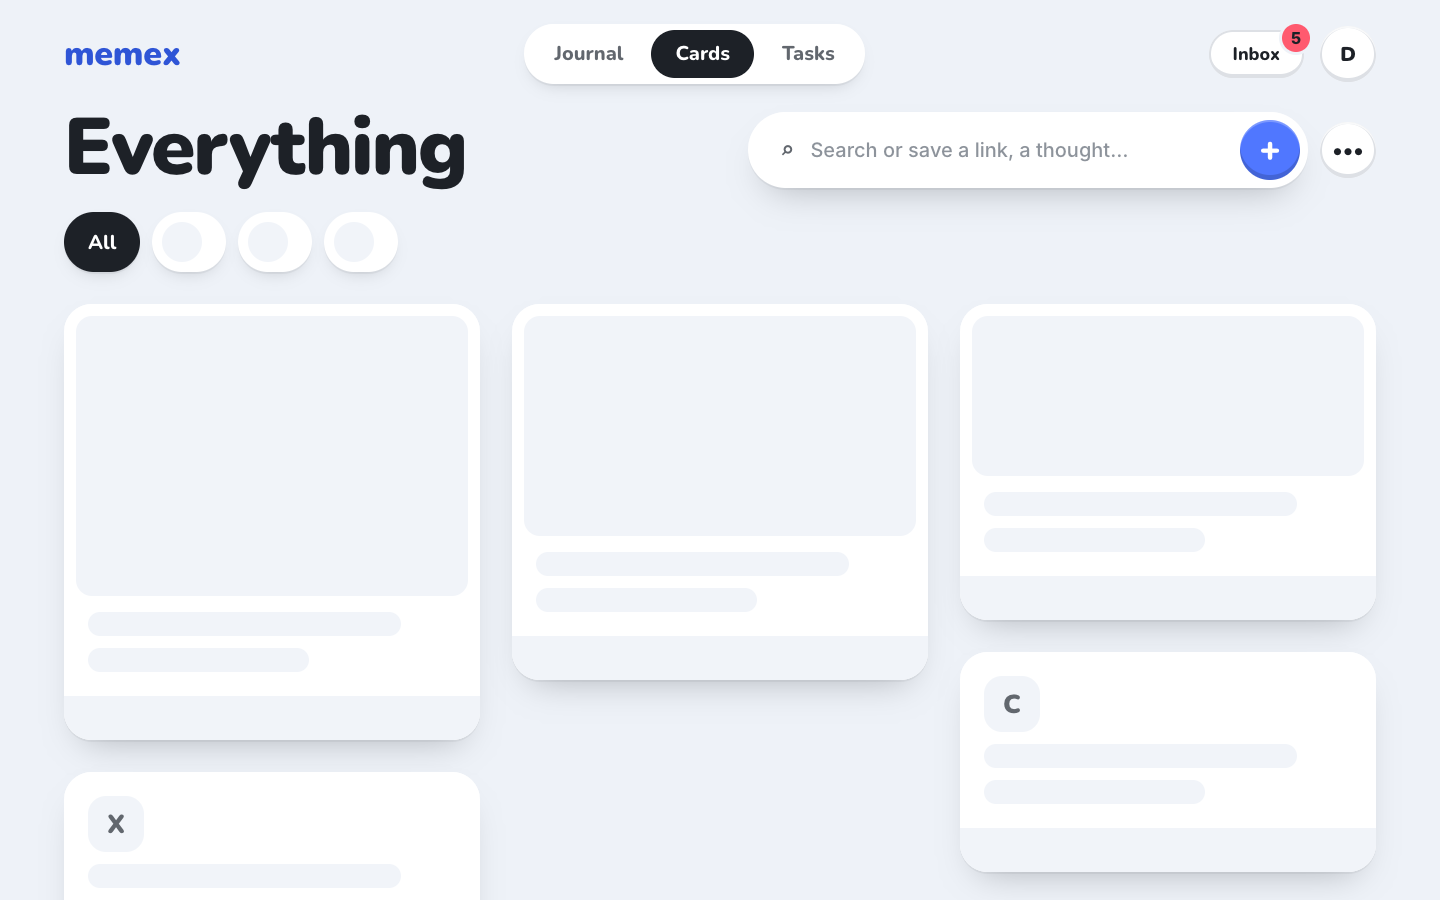 memex
Journal
Cards
Tasks
Inbox
5
D
Everything
Search or save a link, a thought...
All
C
X